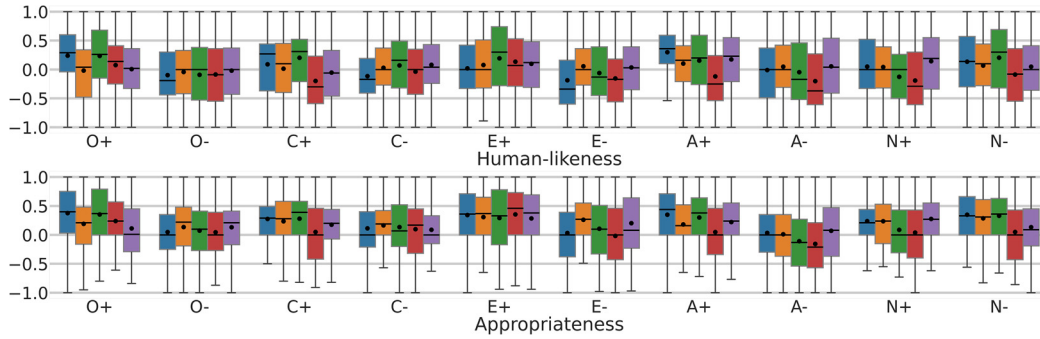 1.0
0.5
0.0
−0.5
−1.0
O+ O- C+ C- E+ E- A+ A- N+ N-
Human-likeness
1.0
0.5
0.0
−0.5
−1.0
O+ O- C+ C- E+ E- A+ A- N+ N-
Appropriateness